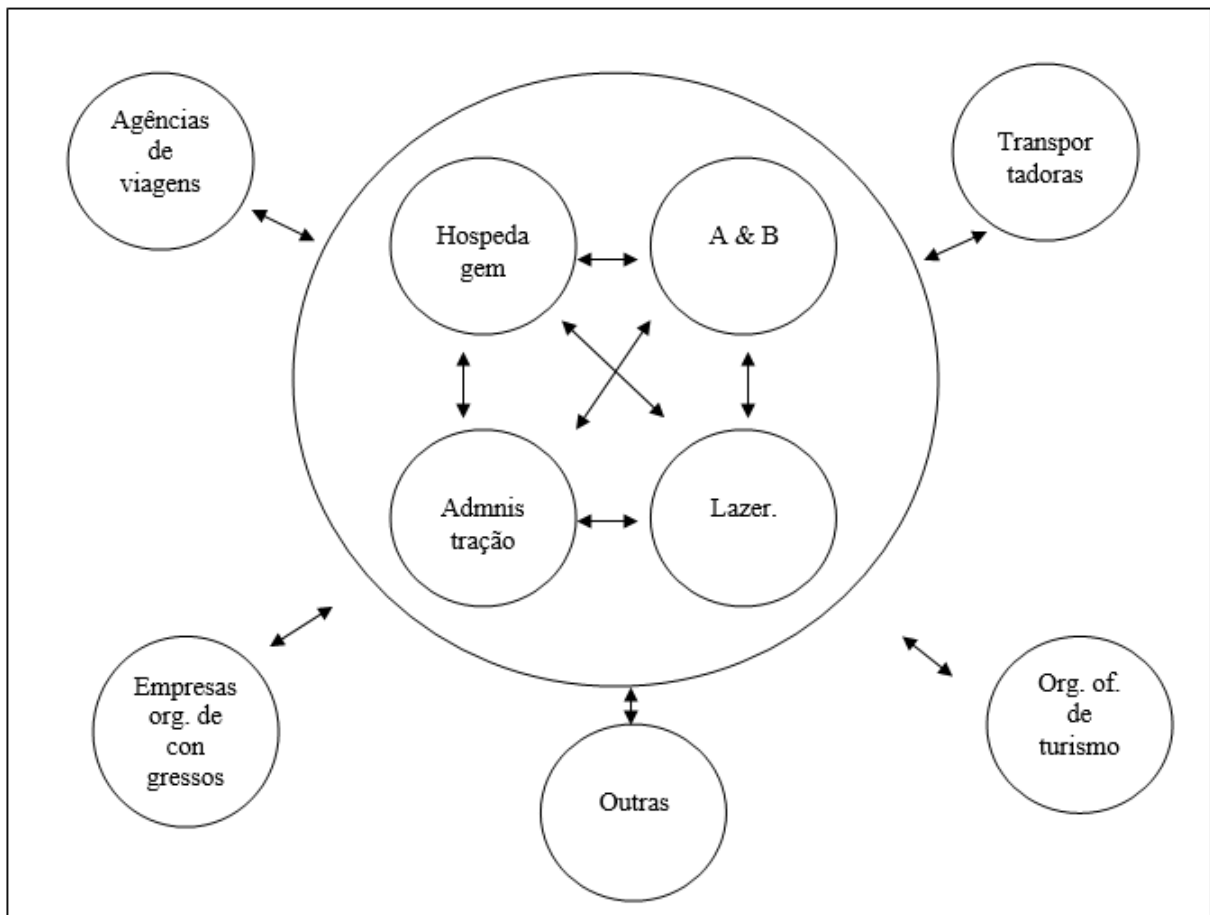 Agências
de
viagens
Transpor
tadoras
Hospeda
gem
A & B
Admnis
tração
Lazer.
Empresas
org. de
con
gressos
Outras
Org. of.
de
turismo